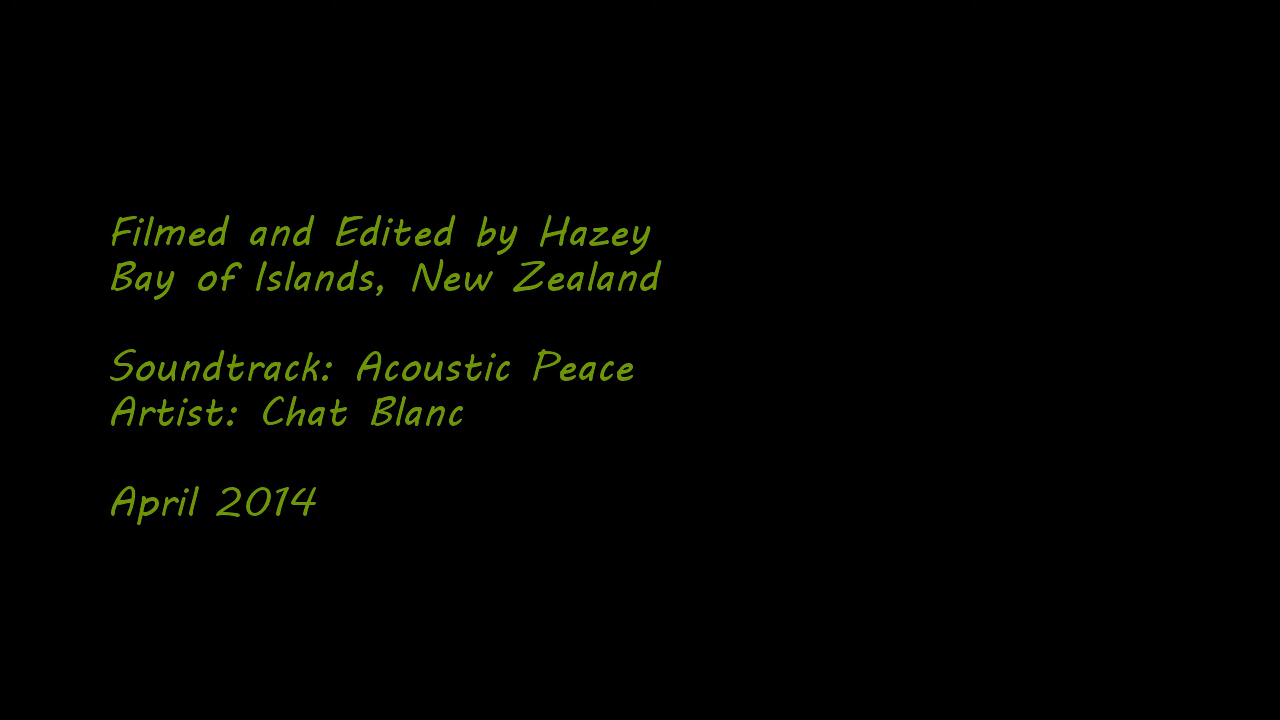 Filmed and Edited by Hazey
Bay of Islands, New Zealand
Soundtrack: Acoustic Peace
Artist: Chat Blanc
April 2014